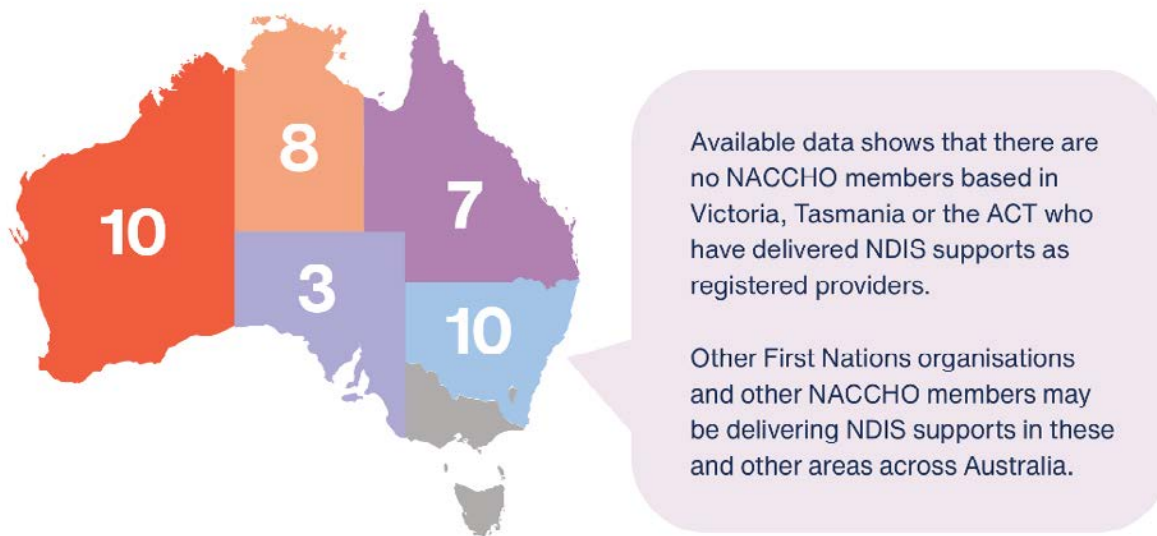 8
10
7
3
10
Available data shows that there are
no NACCHO members based in
Victoria, Tasmania or the ACT who
have delivered NDIS supports as
registered providers.
Other First Nations organisations
and other NACCHO members may
be delivering NDIS supports in these
and other areas across Australia.